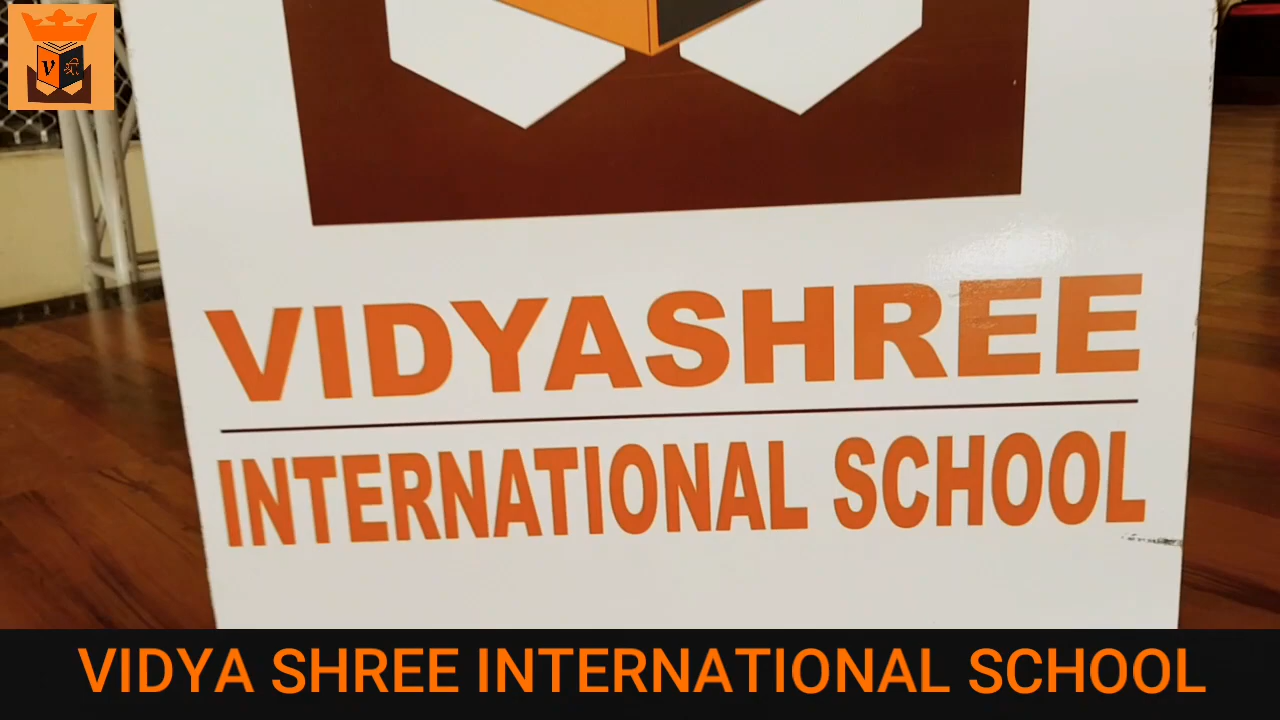 V श्री
VIDYASHREE
INTERNATIONAL SCHOOL
VIDYA SHREE INTERNATIONAL SCHOOL